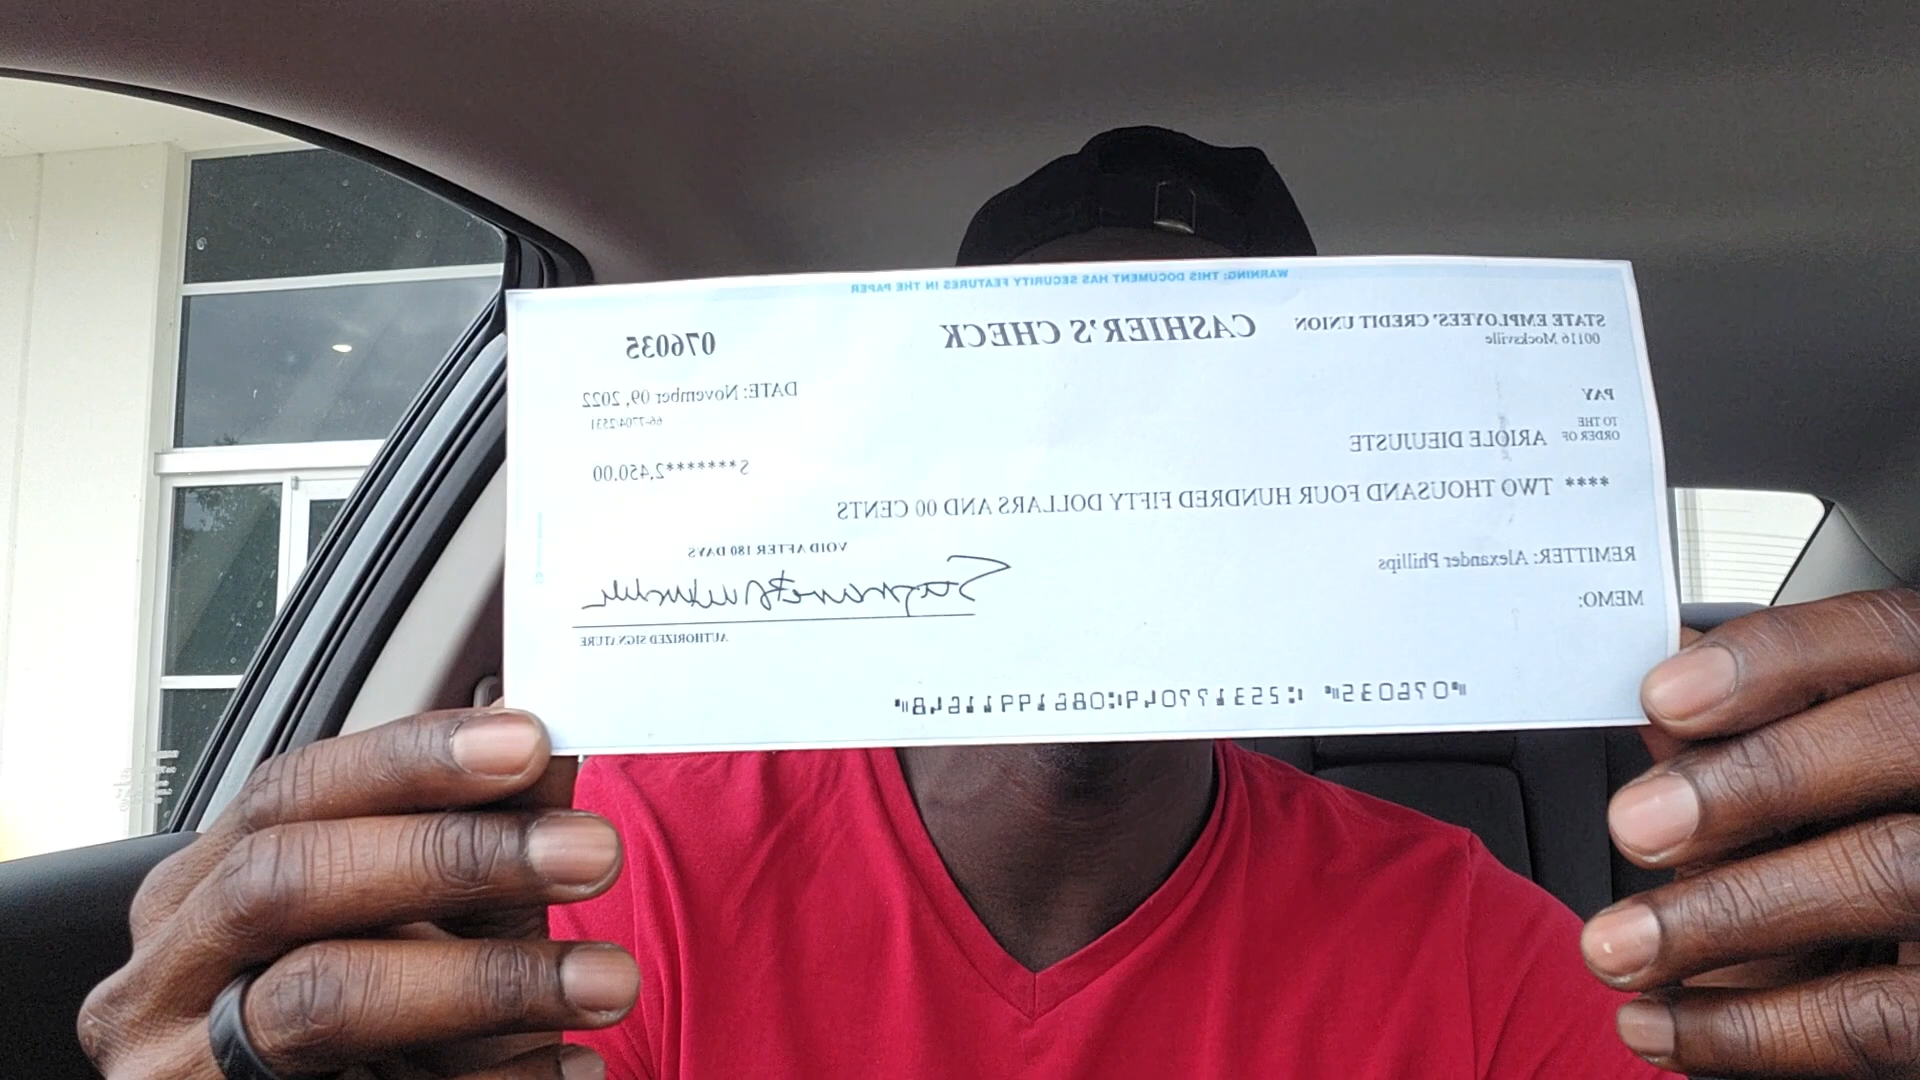 WARNING: THIS DOCUMENT HAS SECURITY FEATURES IN THE PAPER
STATE EMPLOYEES' CREDIT UNION
00116 Mocksville
CASHIER'S CHECK
076035
DATE: November 09, 2022
66-7704/2531
PAY
TO THE
ORDER OF
ARIOLE DIEUJUSTE
$*******2,450.00
**** TWO THOUSAND FOUR HUNDRED FIFTY DOLLARS AND 00 CENTS
REMITTER: Alexander Phillips
VOID AFTER 180 DAYS
MEMO:
AUTHORIZED SIGNATURE
⑈076035⑈ ⑆253177049⑆0861991164⑈